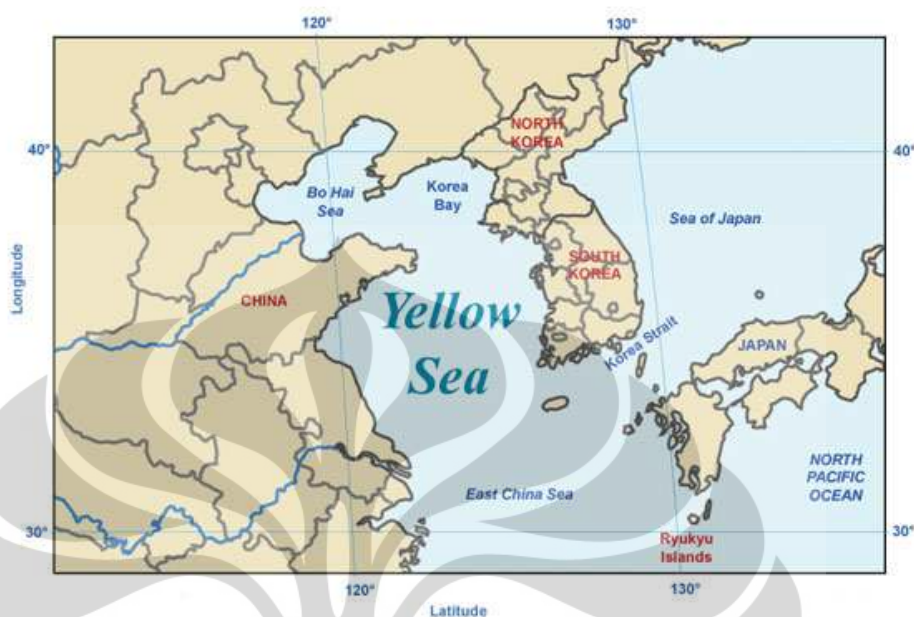 120°
130°
NORTH
KOREA
40°
40°
Bo Hai
Sea
Korea
Bay
Sea of Japan
Longitude
SOUTH
KOREA
CHINA
Yellow
Sea
Korea Strait
JAPAN
NORTH
PACIFIC
OCEAN
East China Sea
30°
30°
Ryukyu
Islands
120°
130°
Latitude